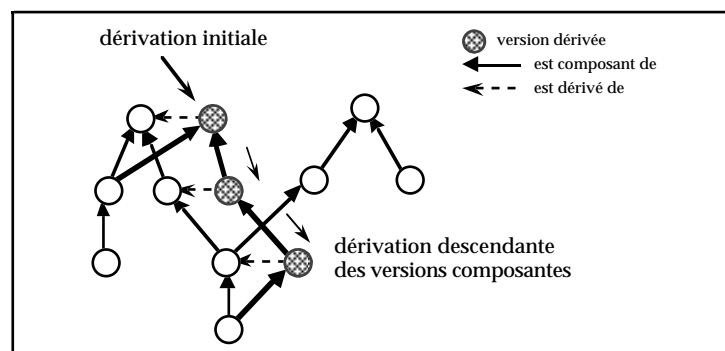 dérivation initiale
version dérivée
est composant de
est dérivé de
dérivation descendante
des versions composantes